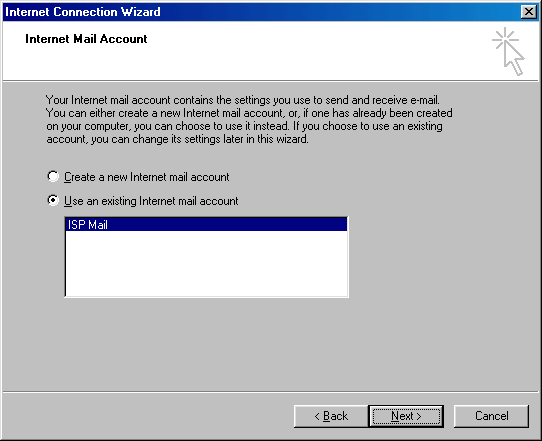 Internet Connection Wizard
Internet Mail Account
Your Internet mail account contains the settings you use to send and receive e-mail.
You can either create a new Internet mail account, or, if one has already been created
on your computer, you can choose to use it instead. If you choose to use an existing
account, you can change its settings later in this wizard.
Create a new Internet mail account
Use an existing Internet mail account
ISP Mail
< Back Next > Cancel